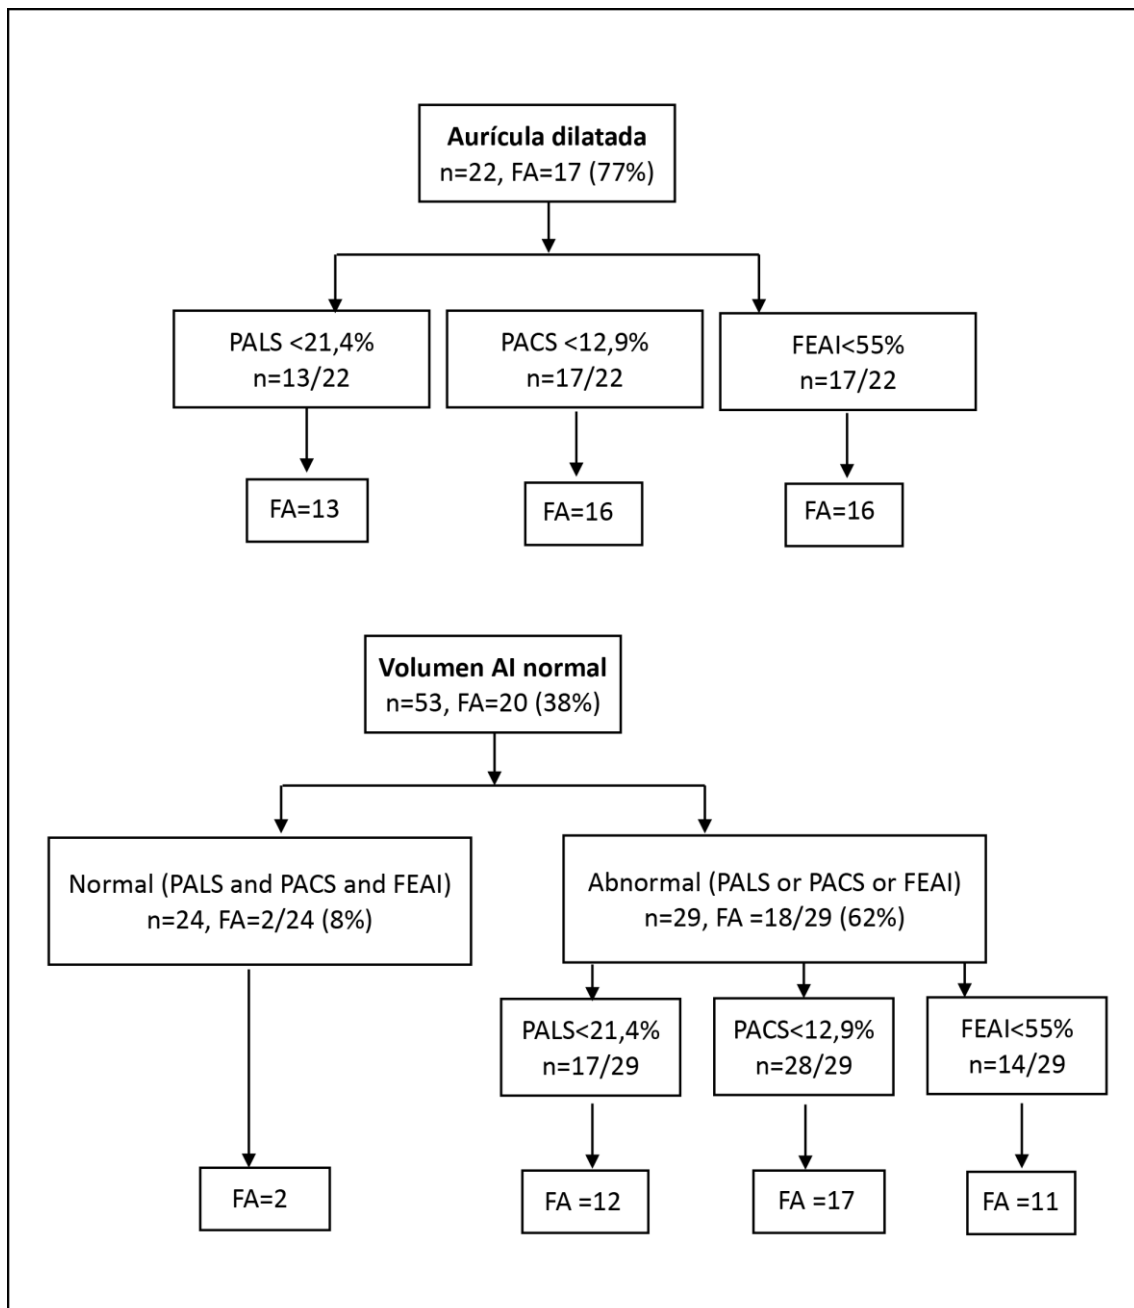 Aurícula dilatada
n=22, FA=17 (77%)
PALS <21,4%
n=13/22
PACS <12,9%
n=17/22
FEAI<55%
n=17/22
FA=13
FA=16
FA=16
Volumen AI normal
n=53, FA=20 (38%)
Normal (PALS and PACS and FEAI)
n=24, FA=2/24 (8%)
Abnormal (PALS or PACS or FEAI)
n=29, FA =18/29 (62%)
PALS<21,4%
n=17/29
PACS<12,9%
n=28/29
FEAI<55%
n=14/29
FA=2
FA =12
FA =17
FA =11